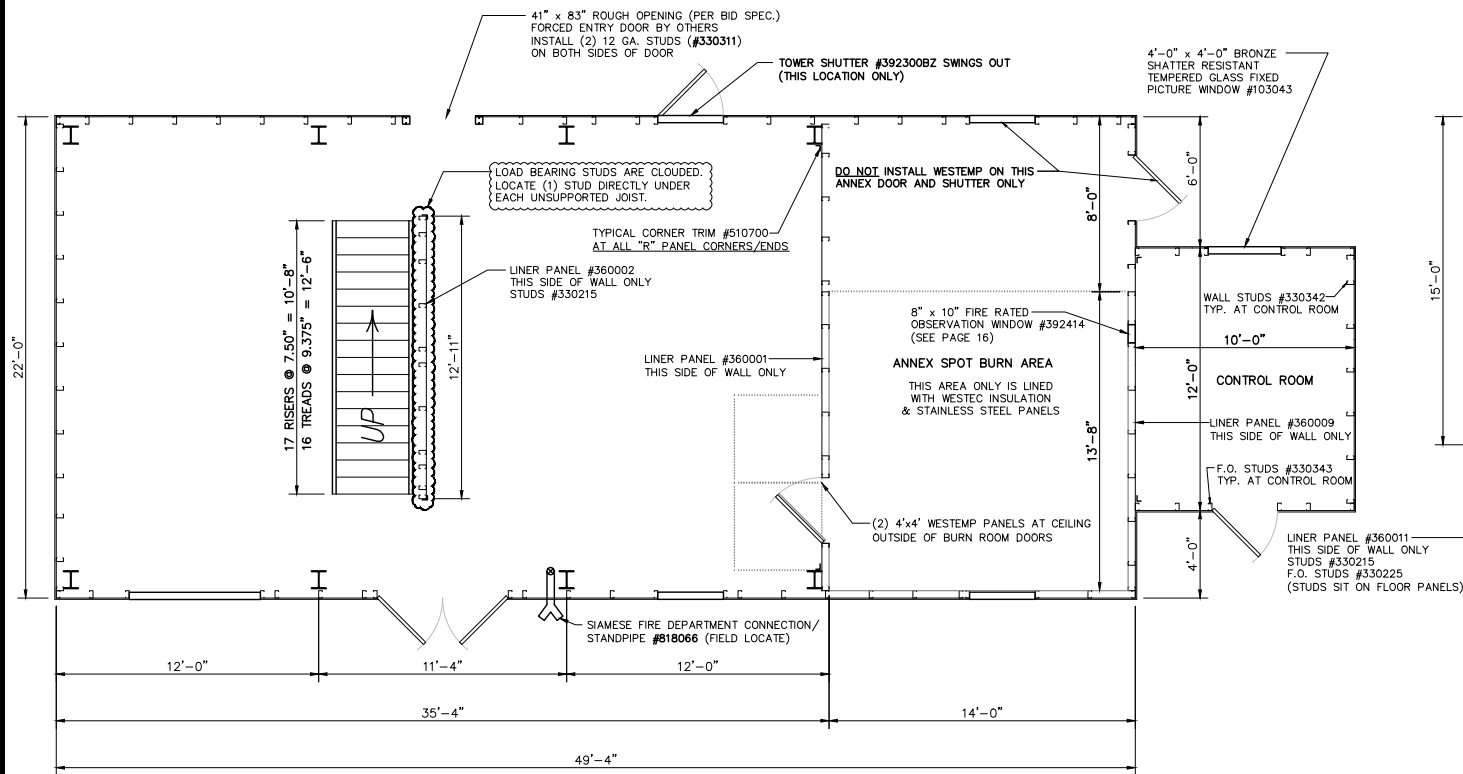 41" x 83" ROUGH OPENING (PER BID SPEC.)
FORCED ENTRY DOOR BY OTHERS
INSTALL (2) 12 GA. STUDS (#330311)
ON BOTH SIDES OF DOOR
TOWER SHUTTER #392300BZ SWINGS OUT
(THIS LOCATION ONLY)
4'-0" x 4'-0" BRONZE
SHATTER RESISTANT
TEMPERED GLASS FIXED
PICTURE WINDOW #103043
LOAD BEARING STUDS ARE CLOUDED.
LOCATE (1) STUD DIRECTLY UNDER
EACH UNSUPPORTED JOIST.
DO NOT INSTALL WESTEMP ON THIS
ANNEX DOOR AND SHUTTER ONLY
6'-0"
8'-0"
TYPICAL CORNER TRIM #510700
AT ALL "R" PANEL CORNERS/ENDS
LINER PANEL #360002
THIS SIDE OF WALL ONLY
STUDS #330215
22'-0"
17 RISERS @ 7.50" = 10'-8"
16 TREADS @ 9.375" = 12'-6"
UP
12'-11"
LINER PANEL #360001
THIS SIDE OF WALL ONLY
8" x 10" FIRE RATED
OBSERVATION WINDOW #392414
(SEE PAGE 16)
ANNEX SPOT BURN AREA
THIS AREA ONLY IS LINED
WITH WESTEC INSULATION
& STAINLESS STEEL PANELS
13'-8"
WALL STUDS #330342
TYP. AT CONTROL ROOM
10'-0"
12'-0"
CONTROL ROOM
15'-0"
LINER PANEL #360009
THIS SIDE OF WALL ONLY
F.O. STUDS #330343
TYP. AT CONTROL ROOM
(2) 4'x4' WESTEMP PANELS AT CEILING
OUTSIDE OF BURN ROOM DOORS
4'-0"
LINER PANEL #360011
THIS SIDE OF WALL ONLY
STUDS #330215
F.O. STUDS #330225
(STUDS SIT ON FLOOR PANELS)
SIAMESE FIRE DEPARTMENT CONNECTION/
STANDPIPE #818066 (FIELD LOCATE)
12'-0"
11'-4"
12'-0"
35'-4"
14'-0"
49'-4"